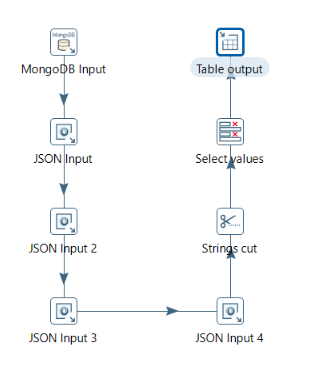 MongoDB
MongoDB Input
Table output
JSON Input
Select values
JSON Input 2
Strings cut
JSON Input 3
JSON Input 4